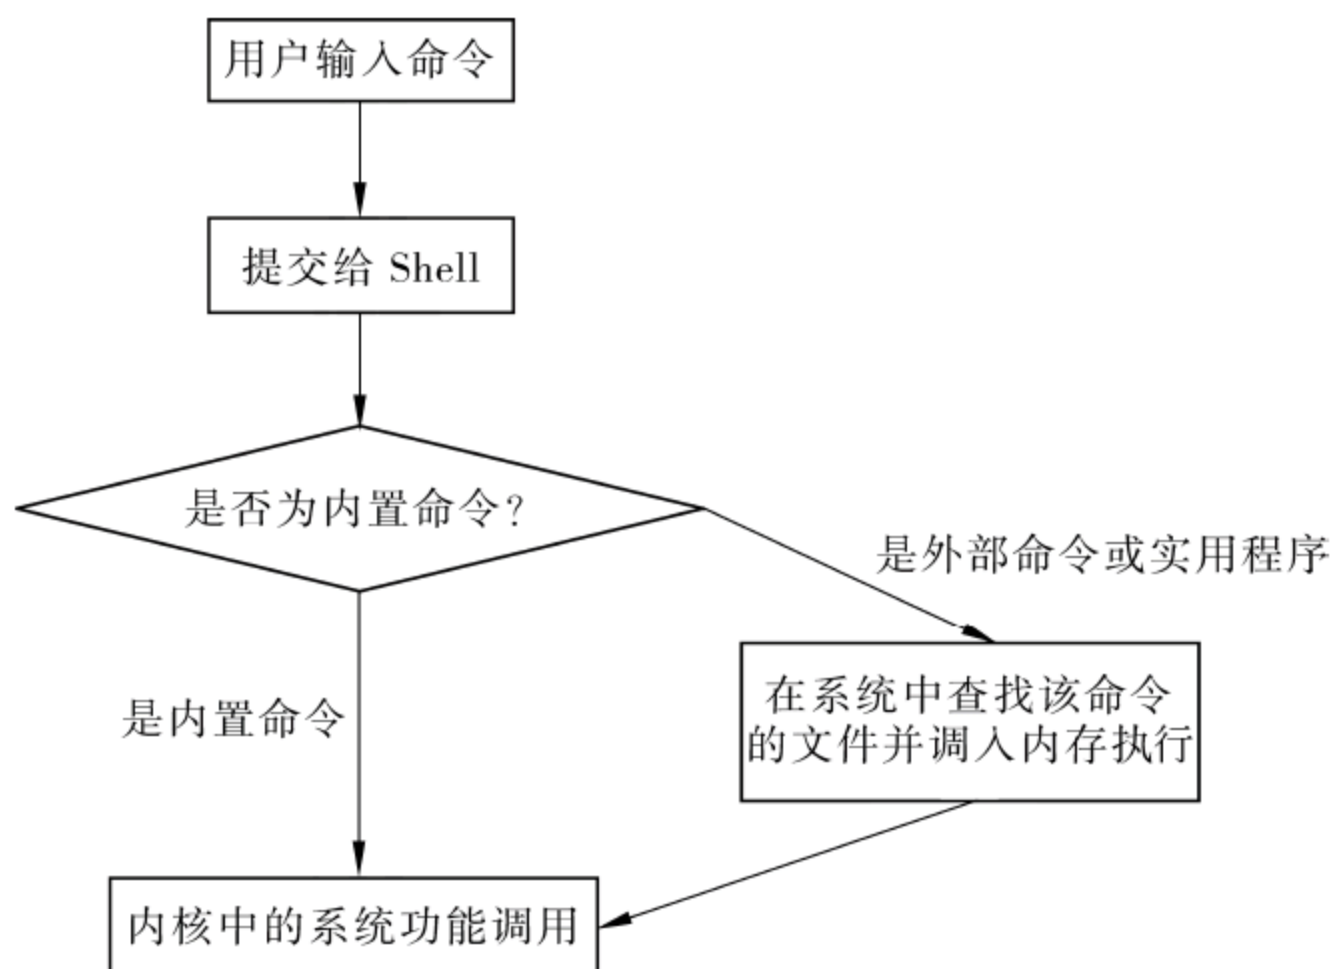 用户输入命令
提交给 Shell
是否为内置命令?
是外部命令或实用程序
在系统中查找该命令
的文件并调入内存执行
是内置命令
内核中的系统功能调用